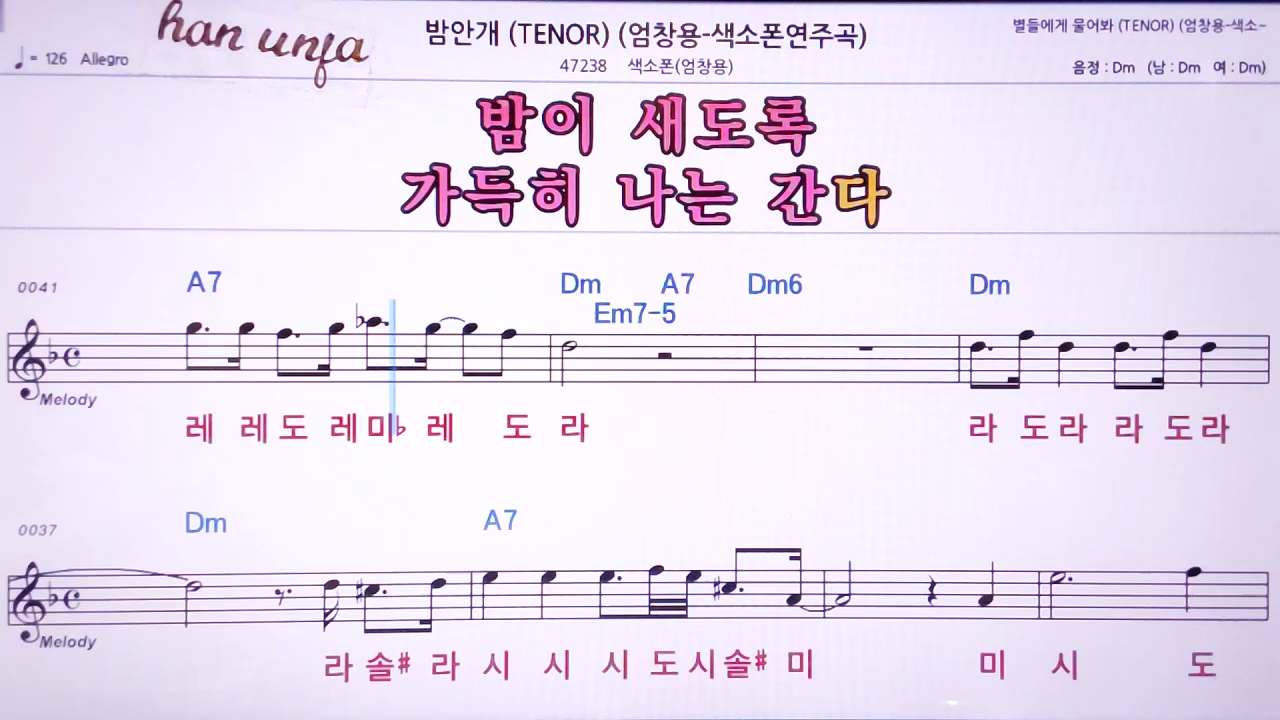 han unfa
밤안개 (TENOR) (엄창용-색소폰연주곡)
별들에게 물어봐 (TENOR) (엄창용-색소-
♩= 126 Allegro
47238 색소폰(엄창용)
음정 : Dm (남 : Dm 여 : Dm)
밤이 새도록
가득히 나는 간다
0041 A7 Dm A7 Dm6 Dm
Em7-5
Melody
레 레 도 레 미♭ 레 도 라 라 도 라 라 도 라
0037 Dm A7
Melody
라 솔# 라 시 시 시 도 시 솔# 미 미 시 도